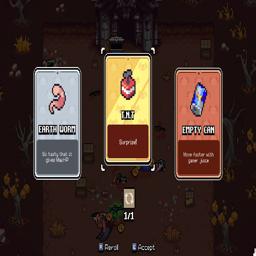 EARTH WORM
So tasty that it
gives Max HP
T.N.T
Surprise!
EMPTY CAN
Move faster with
gamer juice
1/1
Reroll
Accept